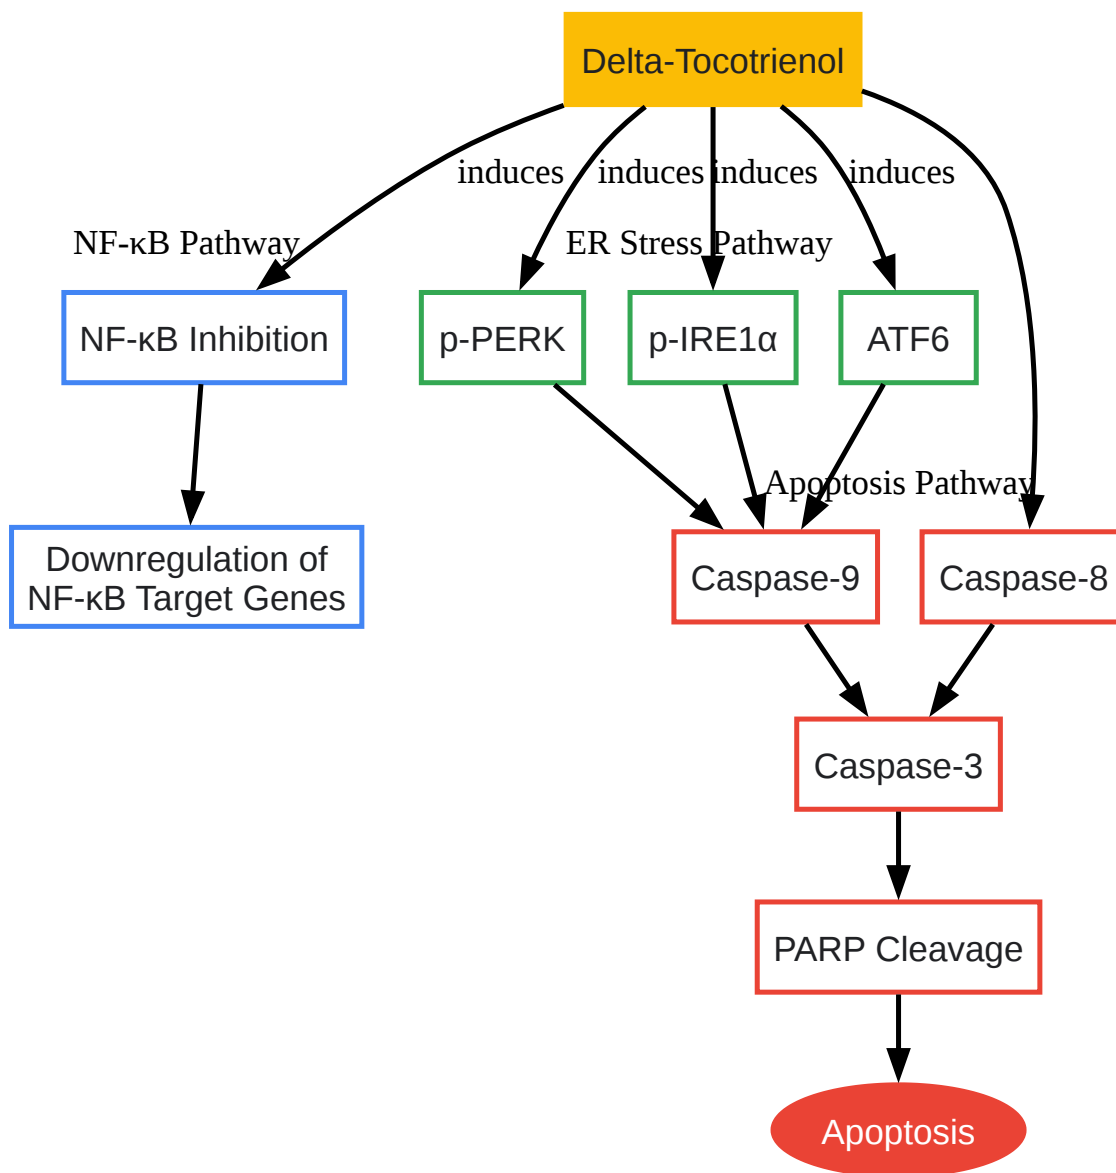 Delta-Tocotrienol
induces
induces
induces
induces
NF-κB Pathway
ER Stress Pathway
NF-κB Inhibition
p-PERK
p-IRE1α
ATF6
Apoptosis Pathway
Downregulation of
NF-κB Target Genes
Caspase-9
Caspase-8
Caspase-3
PARP Cleavage
Apoptosis